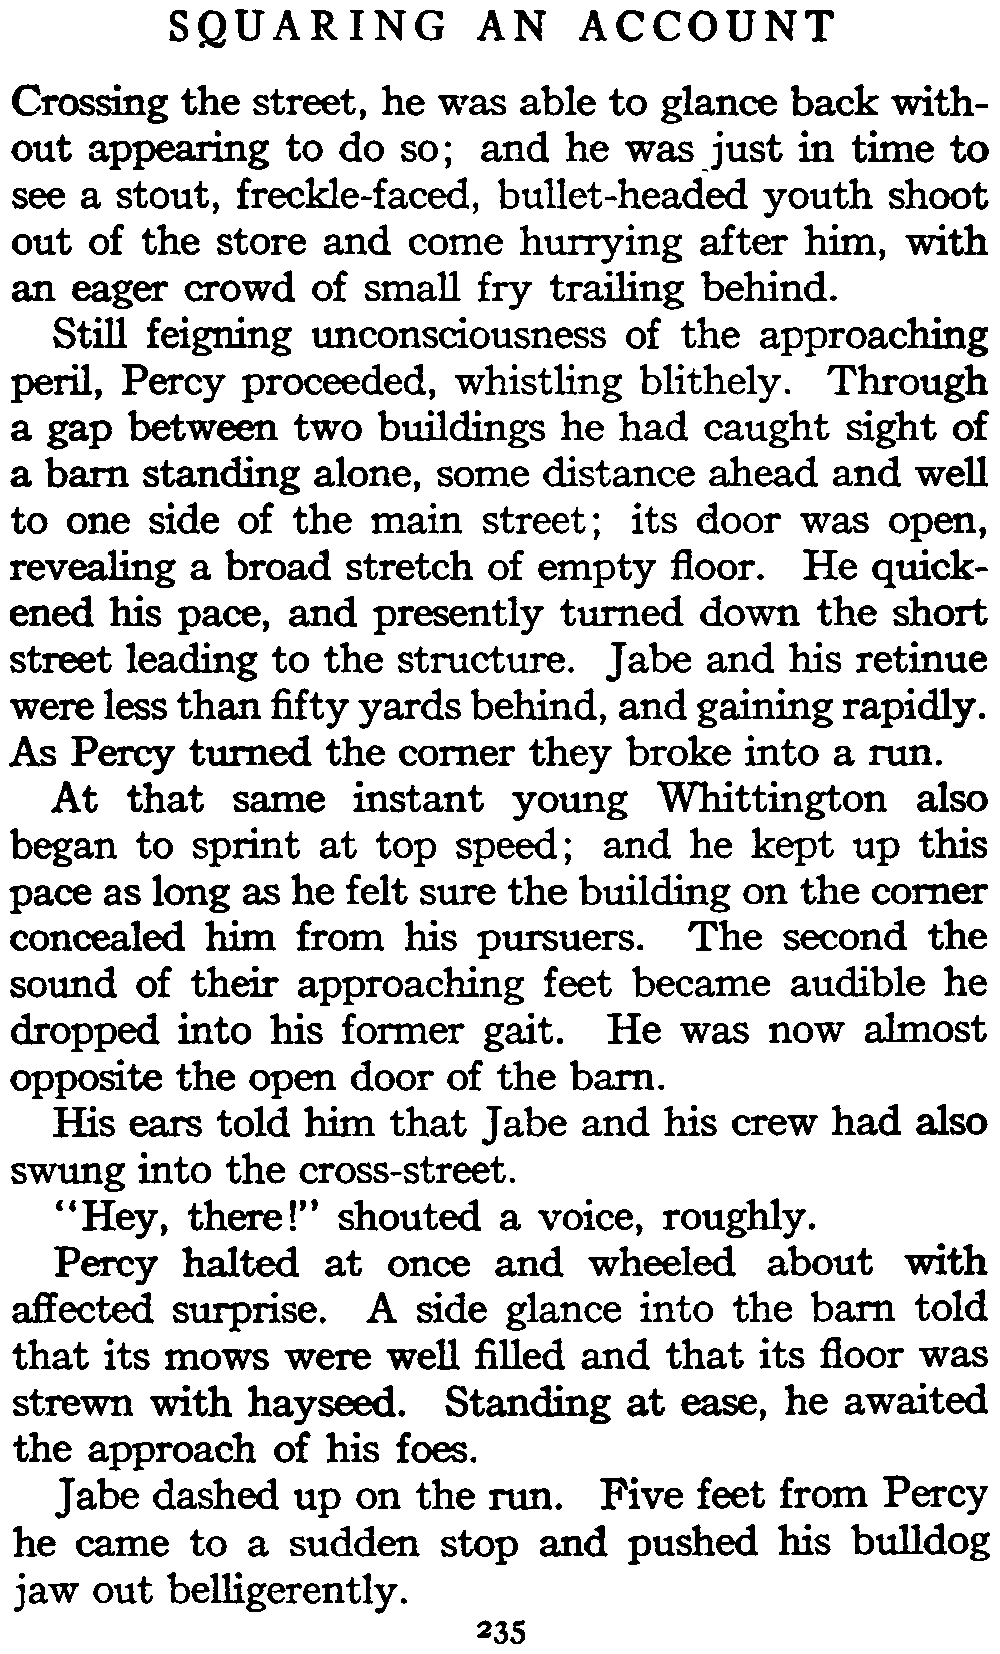 SQUARING AN ACCOUNT
Crossing the street, he was able to glance back with-
out appearing to do so; and he was just in time to
see a stout, freckle-faced, bullet-headed youth shoot
out of the store and come hurrying after him, with
an eager crowd of small fry trailing behind.
Still feigning unconsciousness of the approaching
peril, Percy proceeded, whistling blithely. Through
a gap between two buildings he had caught sight of
a barn standing alone, some distance ahead and well
to one side of the main street; its door was open,
revealing a broad stretch of empty floor. He quick-
ened his pace, and presently turned down the short
street leading to the structure. Jabe and his retinue
were less than fifty yards behind, and gaining rapidly.
As Percy turned the corner they broke into a run.
At that same instant young Whittington also
began to sprint at top speed; and he kept up this
pace as long as he felt sure the building on the corner
concealed him from his pursuers. The second the
sound of their approaching feet became audible he
dropped into his former gait. He was now almost
opposite the open door of the barn.
His ears told him that Jabe and his crew had also
swung into the cross-street.
"Hey, there!" shouted a voice, roughly.
Percy halted at once and wheeled about with
affected surprise. A side glance into the barn told
that its mows were well filled and that its floor was
strewn with hayseed. Standing at ease, he awaited
the approach of his foes.
Jabe dashed up on the run. Five feet from Percy
he came to a sudden stop and pushed his bulldog
jaw out belligerently.
235